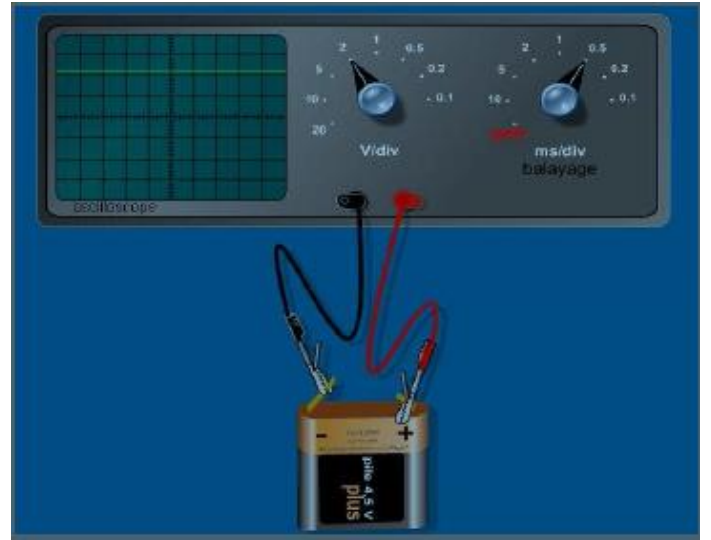 2 1 0.5
5 0.2
10 0.1
20
V/div
2 1 0.5
5 0.2
10 0.1
ms/div
balayage
oscilloscope
- +
pile 4,5 V
plus